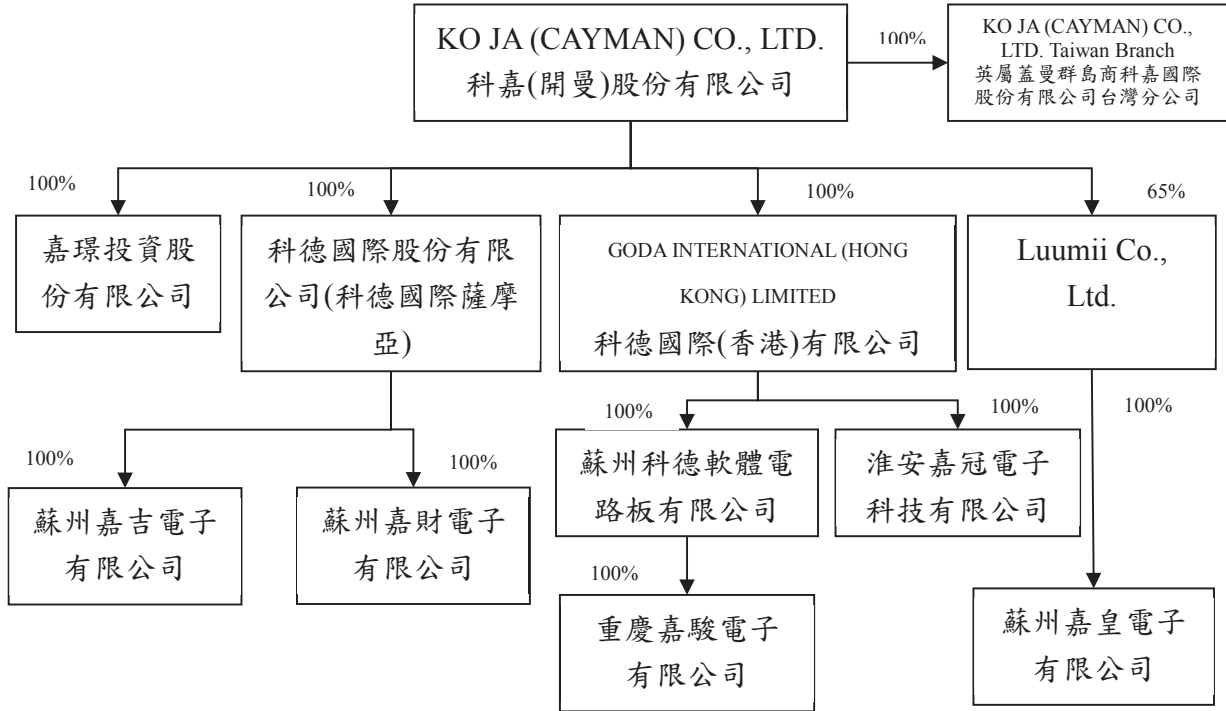 KO JA (CAYMAN) CO., LTD.
科嘉(開曼)股份有限公司
100%
KO JA (CAYMAN) CO.,
LTD. Taiwan Branch
英屬蓋曼群島商科嘉國際
股份有限公司台灣分公司
100%
100%
100%
65%
嘉璟投資股
份有限公司
科德國際股份有限
公司(科德國際薩摩
亞)
GODA INTERNATIONAL (HONG
KONG) LIMITED
科德國際(香港)有限公司
Luumii Co.,
Ltd.
100%
100%
100%
100%
100%
蘇州嘉吉電子
有限公司
蘇州嘉財電子
有限公司
蘇州科德軟體電
路板有限公司
淮安嘉冠電子
科技有限公司
100%
重慶嘉駿電子
有限公司
蘇州嘉皇電子
有限公司